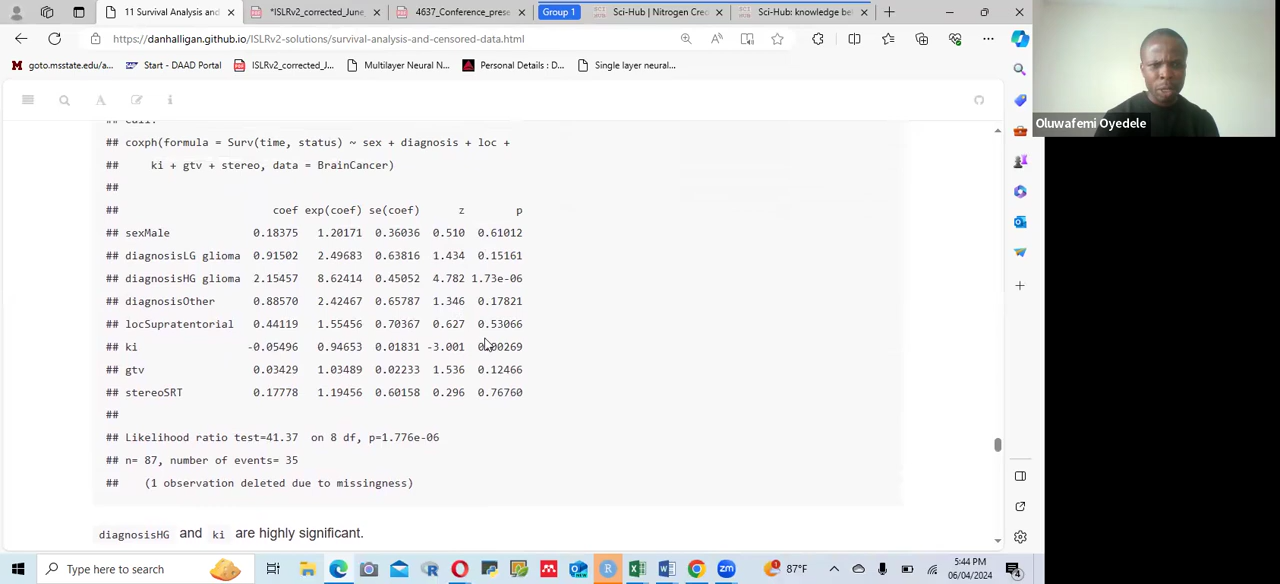 11 Survival Analysis and
*ISLRv2_corrected_June_
4637_Conference_prese
Group 1
Sci-Hub | Nitrogen Creo
Sci-Hub: knowledge be
https://danhalligan.github.io/ISLRv2-solutions/survival-analysis-and-censored-data.html
goto.msstate.edu/a...
Start - DAAD Portal
ISLRv2_corrected_J...
Multilayer Neural N...
Personal Details : D...
Single layer neural...
Oluwafemi Oyedele
## Call:
## coxph(formula = Surv(time, status) ~ sex + diagnosis + loc +
## ki + gtv + stereo, data = BrainCancer)
##
## coef exp(coef) se(coef) z p
## sexMale 0.18375 1.20171 0.36036 0.510 0.61012
## diagnosisLG glioma 0.91502 2.49683 0.63816 1.434 0.15161
## diagnosisHG glioma 2.15457 8.62414 0.45052 4.782 1.73e-06
## diagnosisOther 0.88570 2.42467 0.65787 1.346 0.17821
## locSupratentorial 0.44119 1.55456 0.70367 0.627 0.53066
## ki -0.05496 0.94653 0.01831 -3.001 0.00269
## gtv 0.03429 1.03489 0.02233 1.536 0.12466
## stereoSRT 0.17778 1.19456 0.60158 0.296 0.76760
##
## Likelihood ratio test=41.37 on 8 df, p=1.776e-06
## n= 87, number of events= 35
## (1 observation deleted due to missingness)
diagnosisHG and ki are highly significant.
Type here to search
87°F
5:44 PM
06/04/2024